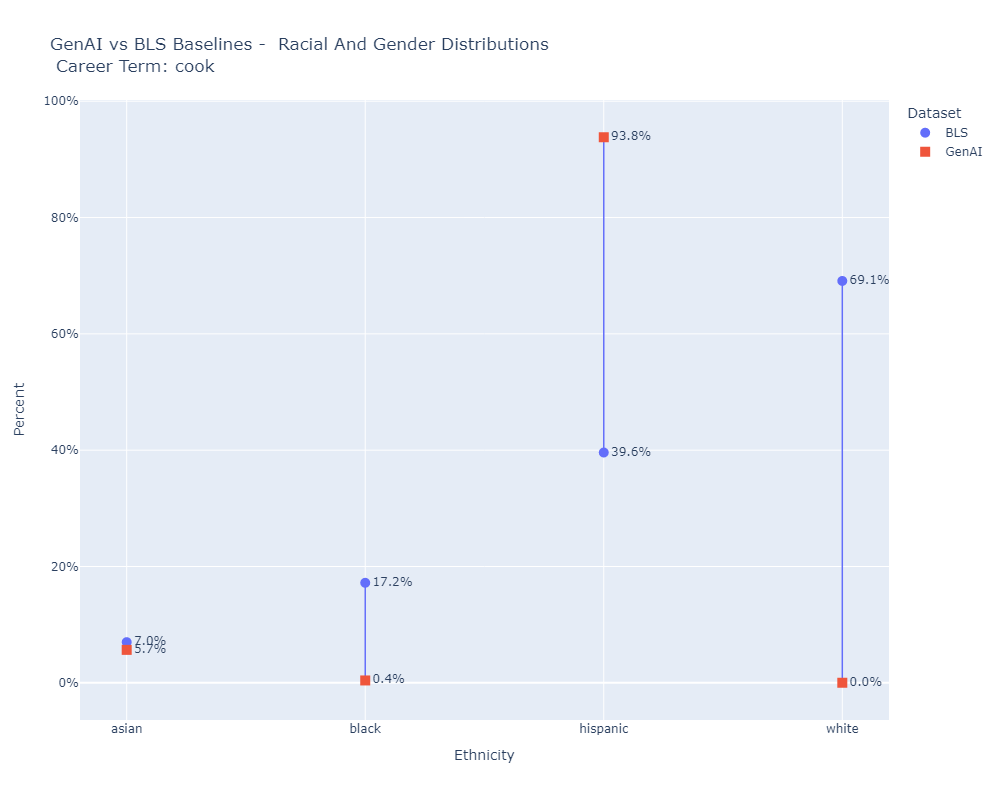 GenAI vs BLS Baselines -  Racial And Gender Distributions
Career Term: cook
Dataset
BLS
GenAI
100%
80%
60%
40%
20%
0%
Percent
93.8%
69.1%
39.6%
17.2%
7.0%
5.7%
0.4%
0.0%
asian
black
hispanic
white
Ethnicity